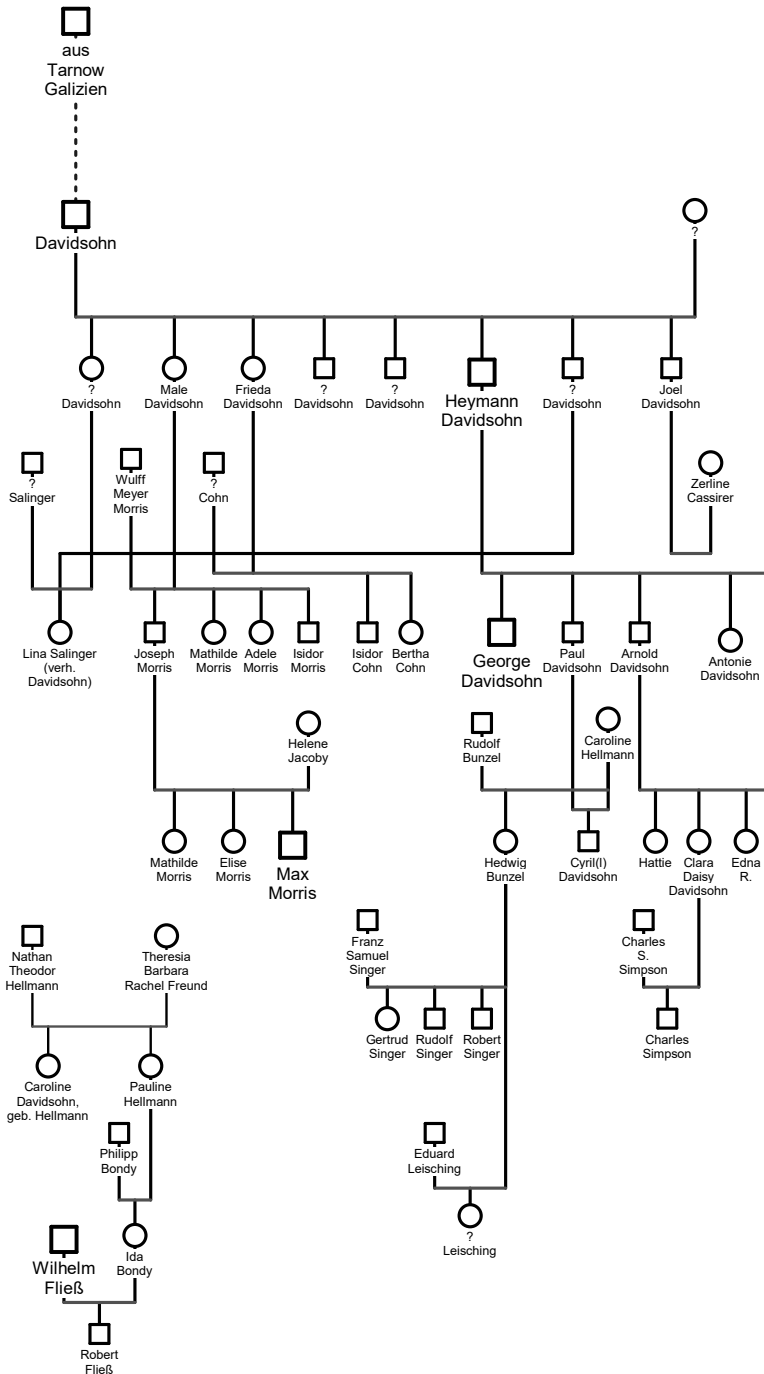 aus
Tarnow
Galizien
Davidsohn
?
?
Davidsohn
Male
Davidsohn
Frieda
Davidsohn
?
Davidsohn
?
Davidsohn
Heymann
Davidsohn
?
Davidsohn
Joel
Davidsohn
?
Salinger
Wulff
Meyer
Morris
?
Cohn
Zerline
Cassirer
Lina Salinger
(verh.
Davidsohn)
Joseph
Morris
Mathilde
Morris
Adele
Morris
Isidor
Morris
Isidor
Cohn
Bertha
Cohn
George
Davidsohn
Paul
Davidsohn
Arnold
Davidsohn
Antonie
Davidsohn
Helene
Jacoby
Rudolf
Bunzel
Caroline
Hellmann
Mathilde
Morris
Elise
Morris
Max
Morris
Hedwig
Bunzel
Cyril(l)
Davidsohn
Hattie
Clara
Daisy
Davidsohn
Edna
R.
Nathan
Theodor
Hellmann
Theresia
Barbara
Rachel Freund
Franz
Samuel
Singer
Charles
S.
Simpson
Gertrud
Singer
Rudolf
Singer
Robert
Singer
Charles
Simpson
Caroline
Davidsohn,
geb. Hellmann
Pauline
Hellmann
Philipp
Bondy
Eduard
Leisching
?
Leisching
Wilhelm
Fließ
Ida
Bondy
Robert
Fließ